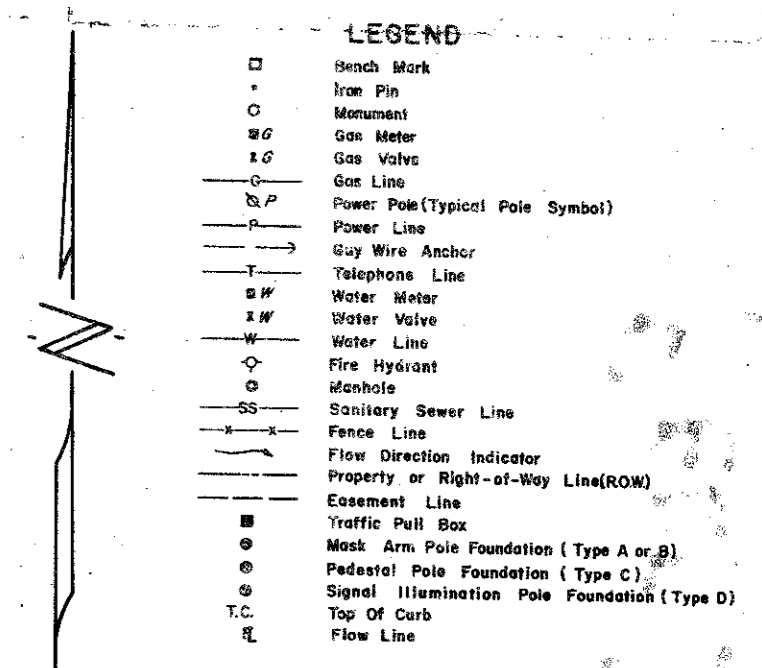 LEGEND
Bench Mark
Iron Pin
Monument
G Gas Meter
G Gas Valve
G Gas Line
P Power Pole (Typical Pole Symbol)
P Power Line
Guy Wire Anchor
T Telephone Line
W Water Meter
W Water Valve
W Water Line
Fire Hydrant
Manhole
SS Sanitary Sewer Line
x x Fence Line
Flow Direction Indicator
Property or Right-of-Way Line (R.O.W.)
Easement Line
Traffic Pull Box
Mask Arm Pole Foundation (Type A or B)
Pedestal Pole Foundation (Type C)
Signal Illumination Pole Foundation (Type D)
T.C. Top Of Curb
FL Flow Line